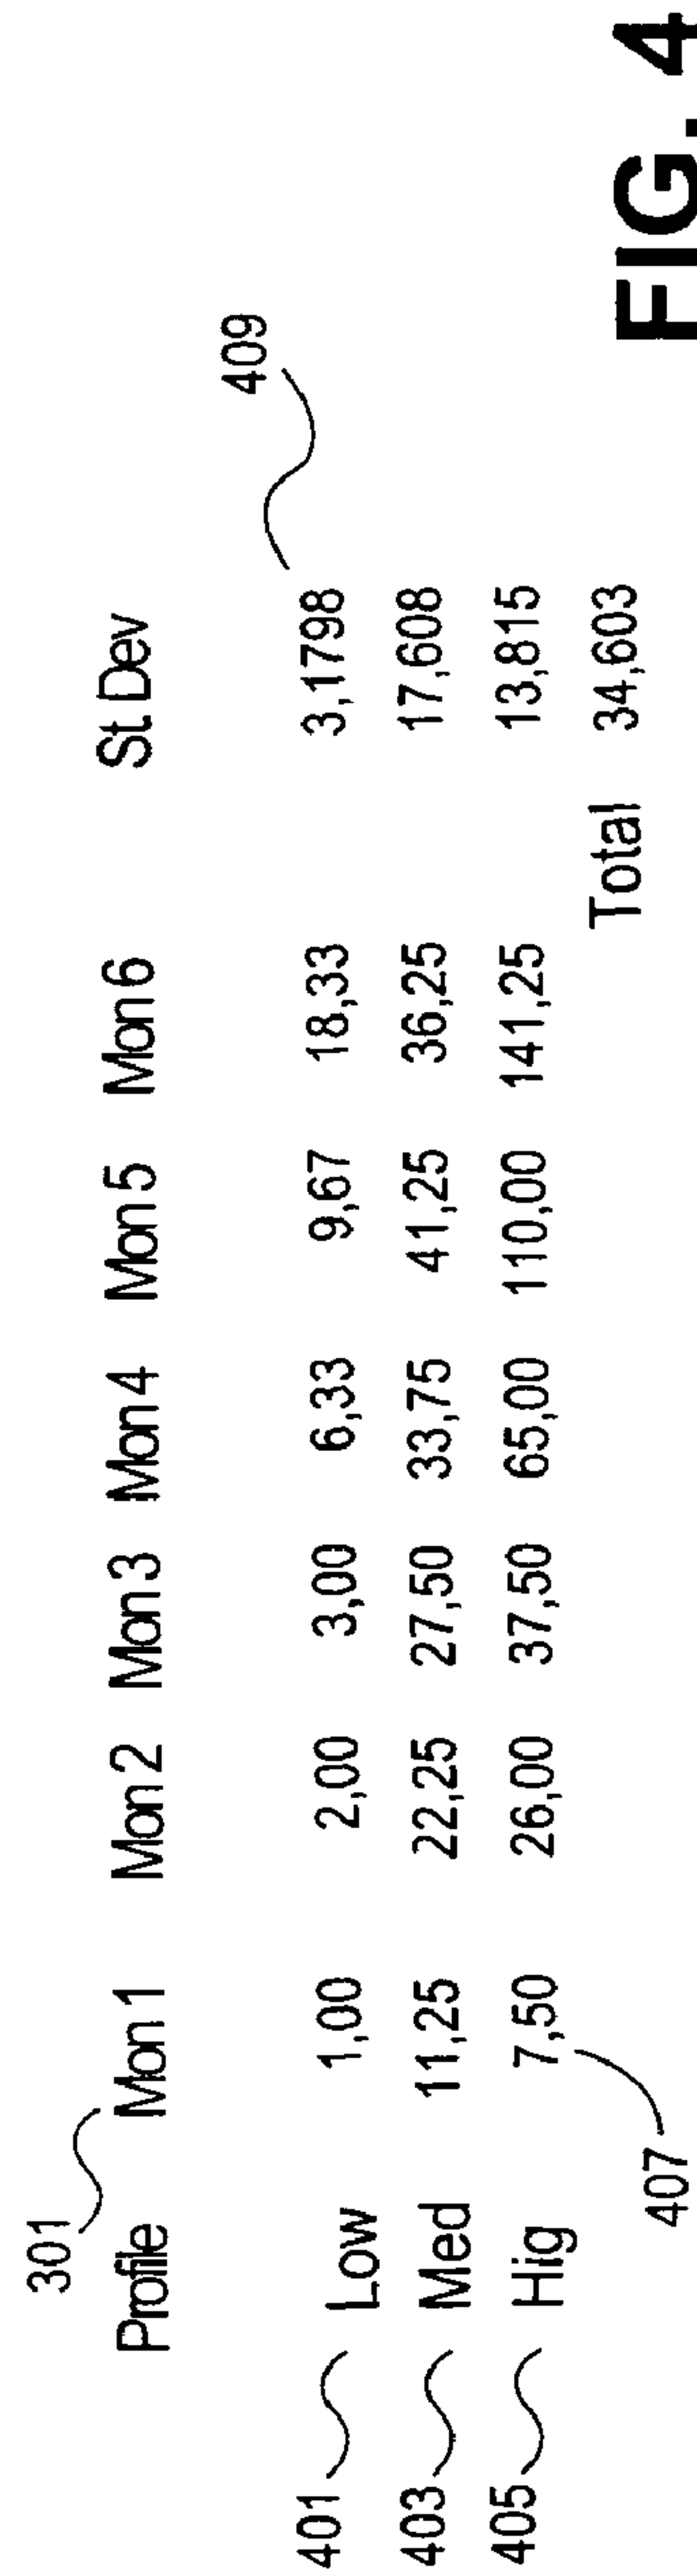 301
Profile Mon 1 Mon 2 Mon 3 Mon 4 Mon 5 Mon 6 St Dev
409
401 Low 1,00 2,00 3,00 6,33 9,67 18,33 3,1798
403 Med 11,25 22,25 27,50 33,75 41,25 36,25 17,608
405 Hig 7,50 26,00 37,50 65,00 110,00 141,25 13,815
Total 34,603
407
FIG. 4